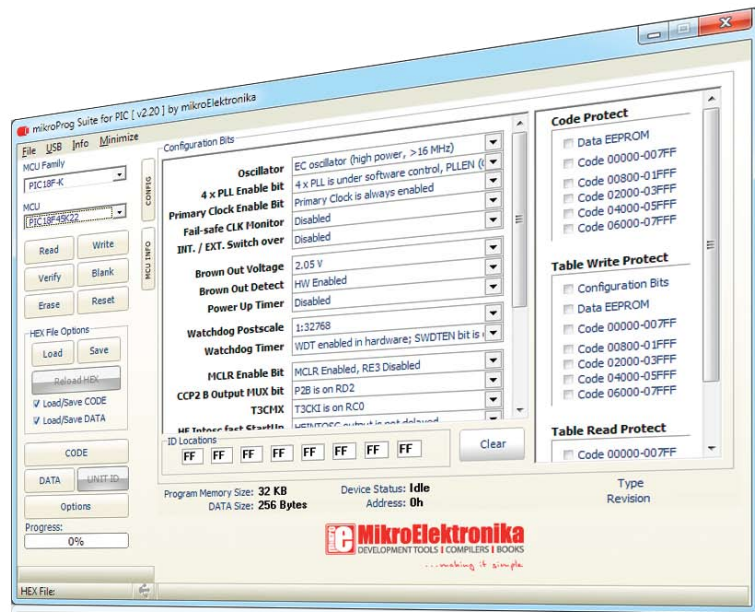 mikroProg Suite for PIC [ v2.20 ] by mikroElektronika
File USB Info Minimize
MCU Family
PIC18F-K
MCU
PIC18F45K22
Read Write
Verify Blank
Erase Reset
HEX File Options
Load Save
Reload HEX
Load/Save CODE
Load/Save DATA
CODE
DATA UNIT ID
Options
Progress:
0%
HEX File:
CONFIG
MCU INFO
Configuration Bits
Oscillator EC oscillator (high power, >16 MHz)
4 x PLL Enable bit 4 x PLL is under software control, PLLEN (
Primary Clock Enable Bit Primary Clock is always enabled
Fail-safe CLK Monitor Disabled
INT. / EXT. Switch over Disabled
Brown Out Voltage 2.05 V
Brown Out Detect HW Enabled
Power Up Timer Disabled
Watchdog Postscale 1:32768
Watchdog Timer WDT enabled in hardware; SWDTEN bit is
MCLR Enable Bit MCLR Enabled, RE3 Disabled
CCP2 B Output MUX bit P2B is on RD2
T3CMX T3CKI is on RC0
HF Intosc fast StartUp HFINTOSC output is not delayed
ID Locations
FF FF FF FF FF FF FF FF
Clear
Code Protect
Data EEPROM
Code 00000-007FF
Code 00800-01FFF
Code 02000-03FFF
Code 04000-05FFF
Code 06000-07FFF
Table Write Protect
Configuration Bits
Data EEPROM
Code 00000-007FF
Code 00800-01FFF
Code 02000-03FFF
Code 04000-05FFF
Code 06000-07FFF
Table Read Protect
Code 00000-007FF
Program Memory Size: 32 KB Device Status: Idle Type
DATA Size: 256 Bytes Address: 0h Revision
MikroElektronika
DEVELOPMENT TOOLS | COMPILERS | BOOKS
...making it simple